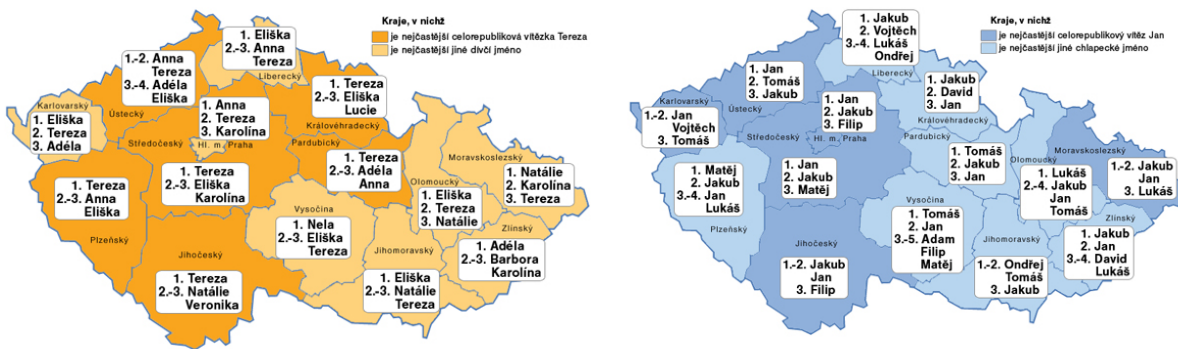 Kraje, v nichž
je nejčastější celorepubliková vítězka Tereza
je nejčastější jiné dívčí jméno
1. Eliška
2.-3. Anna
Tereza
Liberecký
1.-2. Anna
Tereza
3.-4. Adéla
Eliška
Ústecký
1. Tereza
2.-3. Eliška
Lucie
Královéhradecký
Karlovarský
1. Eliška
2. Tereza
3. Adéla
1. Anna
2. Tereza
3. Karolína
Středočeský
Hl. m. Praha
Pardubický
1. Tereza
2.-3. Eliška
Karolína
1. Tereza
2.-3. Adéla
Anna
Moravskoslezský
1. Natálie
2. Karolína
3. Tereza
Olomoucký
1. Eliška
2. Tereza
3. Natálie
1. Tereza
2.-3. Anna
Eliška
Plzeňský
Vysočina
1. Nela
2.-3. Eliška
Tereza
Zlínský
1. Adéla
2.-3. Barbora
Karolína
Jihočeský
1. Tereza
2.-3. Natálie
Veronika
Jihomoravský
1. Eliška
2.-3. Natálie
Tereza
Kraje, v nichž
je nejčastější celorepublikový vítěz Jan
je nejčastější jiné chlapecké jméno
1. Jakub
2. Vojtěch
3.-4. Lukáš
Ondřej
Liberecký
1. Jan
2. Tomáš
3. Jakub
Ústecký
1. Jakub
2. David
3. Jan
Královéhradecký
Karlovarský
1.-2. Jan
Vojtěch
3. Tomáš
1. Jan
2. Jakub
3. Filip
Středočeský
Hl. m. Praha
Pardubický
1. Jan
2. Jakub
3. Matěj
1. Tomáš
2. Jakub
3. Jan
Moravskoslezský
1.-2. Jakub
Jan
3. Lukáš
Olomoucký
1. Lukáš
2.-4. Jakub
Jan
Tomáš
1. Matěj
2. Jakub
3.-4. Jan
Lukáš
Plzeňský
Vysočina
1. Tomáš
2. Jan
3.-5. Adam
Filip
Matěj
Zlínský
1. Jakub
2. Jan
3.-4. David
Lukáš
Jihočeský
1.-2. Jakub
Jan
3. Filip
Jihomoravský
1.-2. Ondřej
Tomáš
3. Jakub